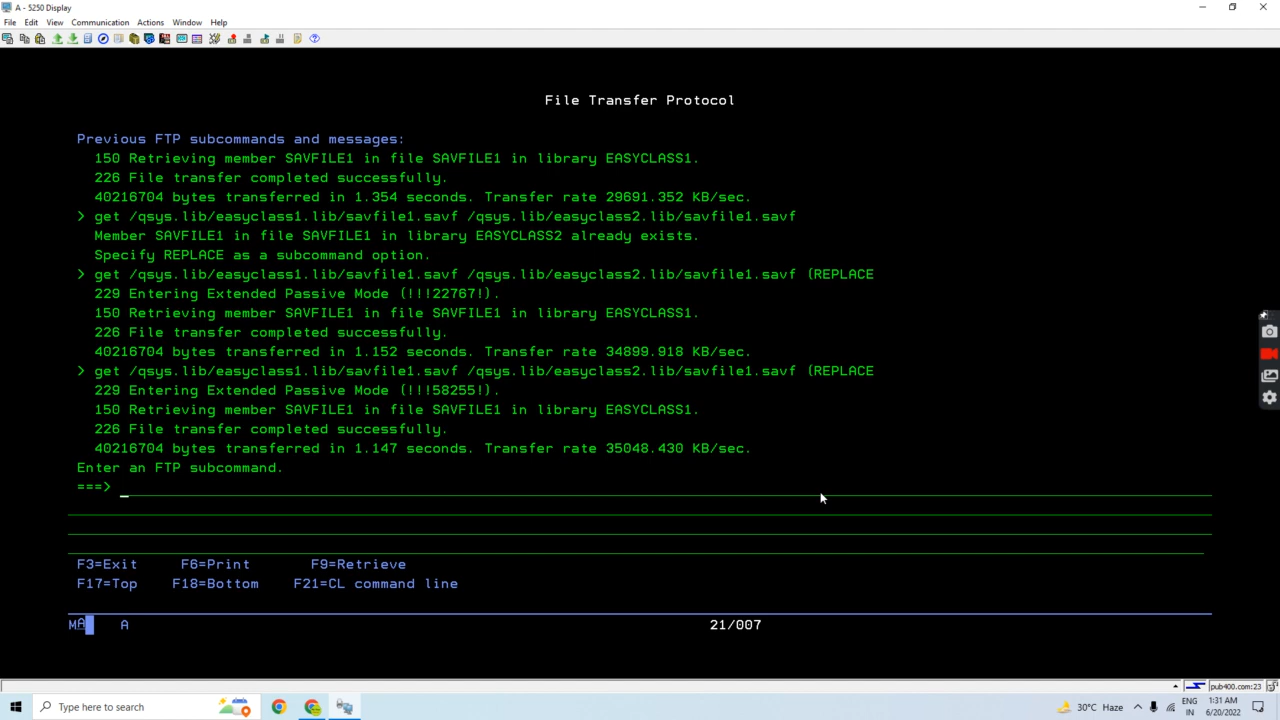 A - 5250 Display
File Edit View Communication Actions Window Help
File Transfer Protocol
Previous FTP subcommands and messages:
150 Retrieving member SAVFILE1 in file SAVFILE1 in library EASYCLASS1.
226 File transfer completed successfully.
40216704 bytes transferred in 1.354 seconds. Transfer rate 29691.352 KB/sec.
> get /qsys.lib/easyclass1.lib/savfile1.savf /qsys.lib/easyclass2.lib/savfile1.savf
Member SAVFILE1 in file SAVFILE1 in library EASYCLASS2 already exists.
Specify REPLACE as a subcommand option.
> get /qsys.lib/easyclass1.lib/savfile1.savf /qsys.lib/easyclass2.lib/savfile1.savf (REPLACE
229 Entering Extended Passive Mode (!!!22767!).
150 Retrieving member SAVFILE1 in file SAVFILE1 in library EASYCLASS1.
226 File transfer completed successfully.
40216704 bytes transferred in 1.152 seconds. Transfer rate 34899.918 KB/sec.
> get /qsys.lib/easyclass1.lib/savfile1.savf /qsys.lib/easyclass2.lib/savfile1.savf (REPLACE
229 Entering Extended Passive Mode (!!!58255!).
150 Retrieving member SAVFILE1 in file SAVFILE1 in library EASYCLASS1.
226 File transfer completed successfully.
40216704 bytes transferred in 1.147 seconds. Transfer rate 35048.430 KB/sec.
Enter an FTP subcommand.
===>
F3=Exit F6=Print F9=Retrieve
F17=Top F18=Bottom F21=CL command line
MA A 21/007
pub400.com:23
Type here to search
30°C Haze
ENG
IN
1:31 AM
6/20/2022